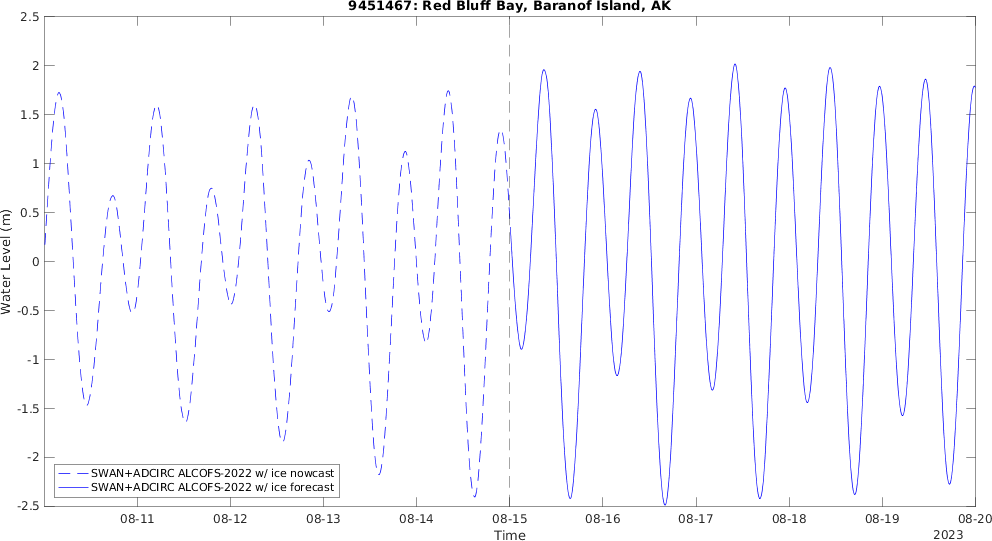 9451467: Red Bluff Bay, Baranof Island, AK
2.5
2
1.5
1
0.5
0
-0.5
-1
-1.5
-2
-2.5
Water Level (m)
SWAN+ADCIRC ALCOFS-2022 w/ ice nowcast
SWAN+ADCIRC ALCOFS-2022 w/ ice forecast
08-11 08-12 08-13 08-14 08-15 08-16 08-17 08-18 08-19 08-20
Time
2023